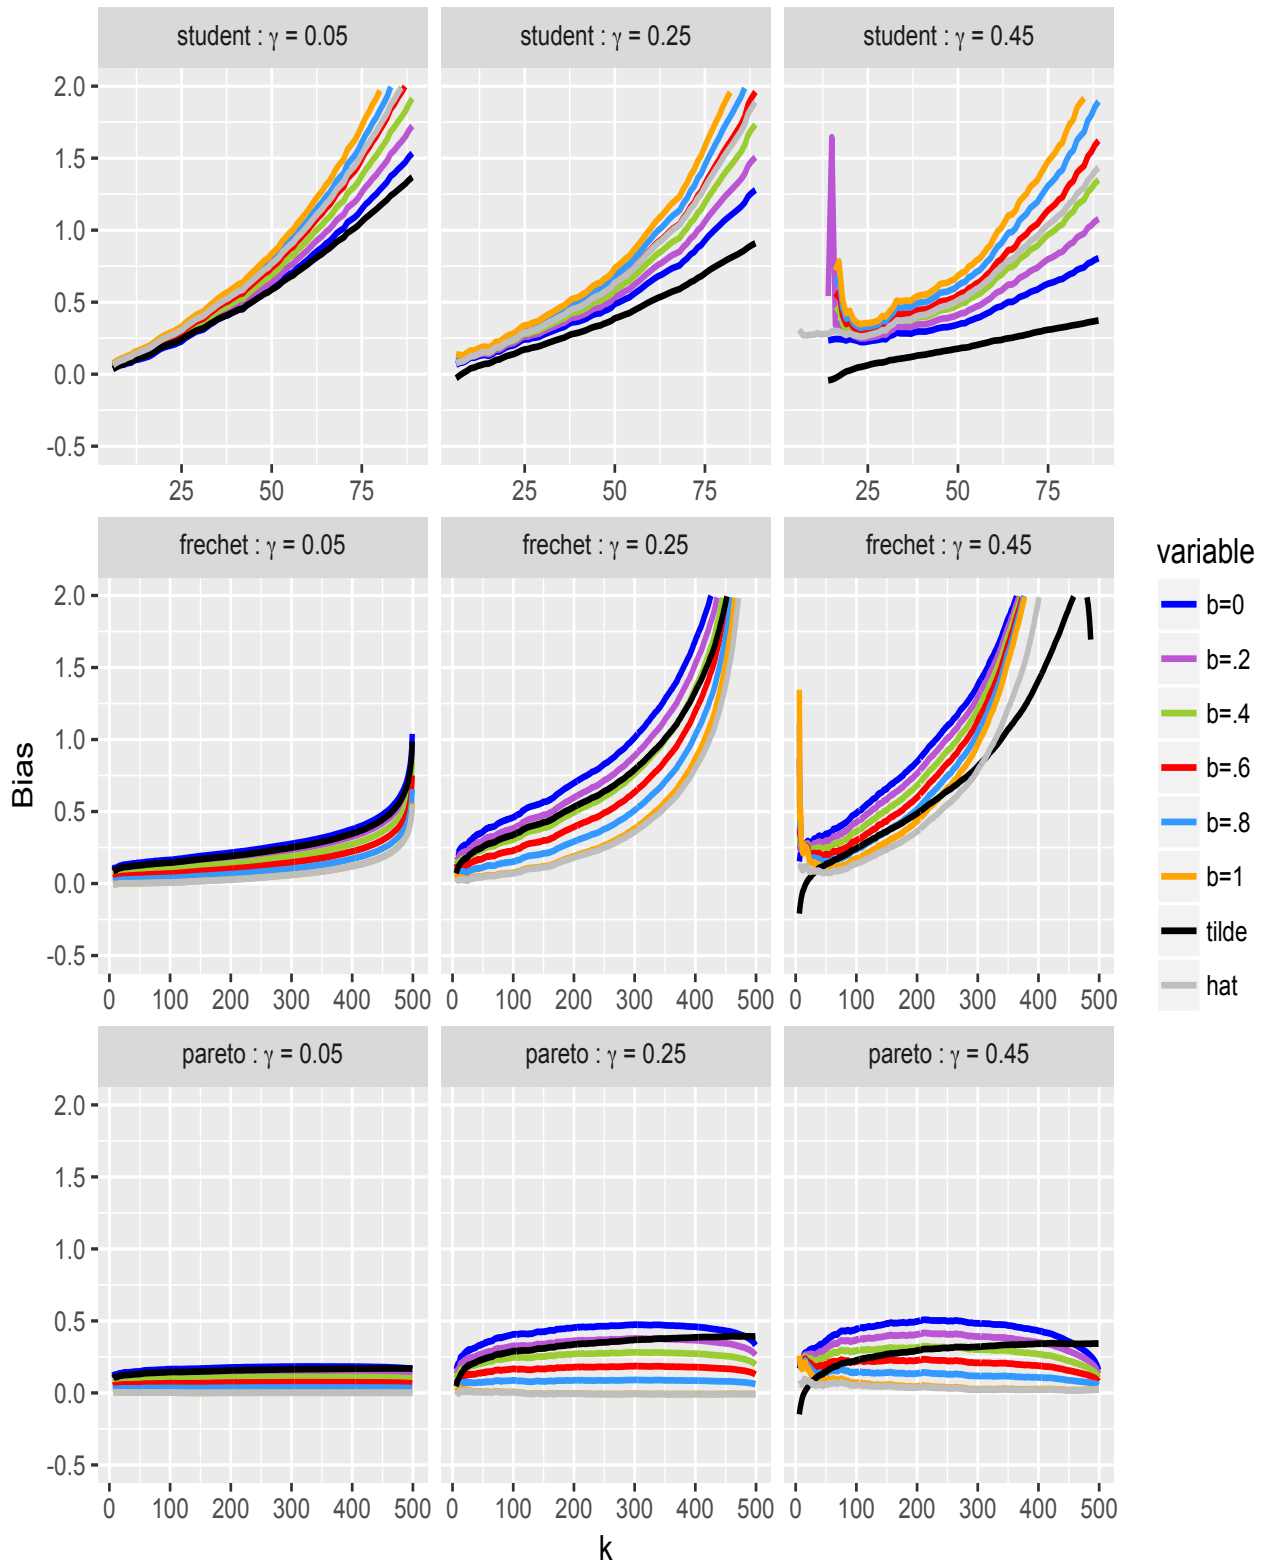 student : γ = 0.05
student : γ = 0.25
student : γ = 0.45
2.0
1.5
1.0
0.5
0.0
-0.5
25 50 75
25 50 75
25 50 75
frechet : γ = 0.05
frechet : γ = 0.25
frechet : γ = 0.45
2.0
1.5
1.0
0.5
0.0
-0.5
0 100 200 300 400 500
0 100 200 300 400 500
0 100 200 300 400 500
pareto : γ = 0.05
pareto : γ = 0.25
pareto : γ = 0.45
2.0
1.5
1.0
0.5
0.0
-0.5
0 100 200 300 400 500
0 100 200 300 400 500
0 100 200 300 400 500
Bias
k
variable
b=0
b=.2
b=.4
b=.6
b=.8
b=1
tilde
hat